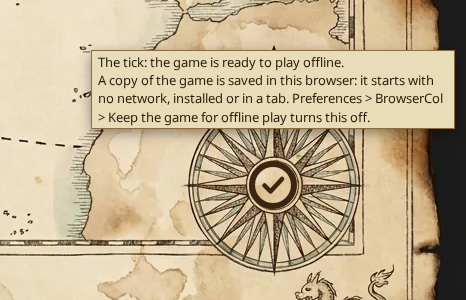 The tick: the game is ready to play offline.
A copy of the game is saved in this browser: it starts with
no network, installed or in a tab. Preferences > BrowserCol
> Keep the game for offline play turns this off.